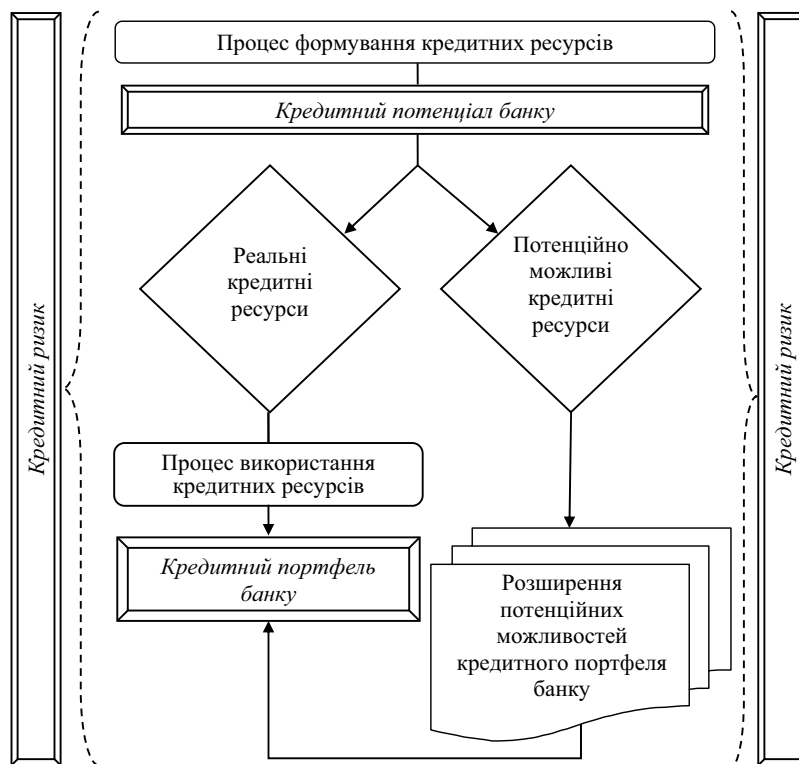 Процес формування кредитних ресурсів
Кредитний потенціал банку
Реальні
кредитні
ресурси
Потенційно
можливі
кредитні
ресурси
Кредитний ризик
Кредитний ризик
Процес використання
кредитних ресурсів
Кредитний портфель
банку
Розширення
потенційних
можливостей
кредитного портфеля
банку